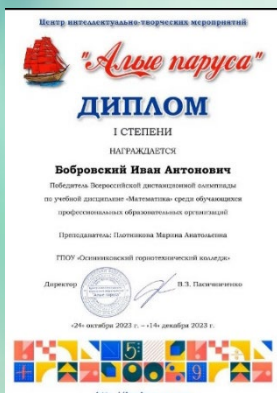 Центр интеллектуально-творческих мероприятий
"Алые паруса"
ДИПЛОМ
I СТЕПЕНИ
НАГРАЖДАЕТСЯ
Бобровский Иван Антонович
Победитель Всероссийской дистанционной олимпиады
по учебной дисциплине «Математика» среди обучающихся
профессиональных образовательных организаций
Преподаватель: Плотникова Марина Анатольевна
ГПОУ «Осинниковский горнотехнический колледж»
Директор
«24» октября 2023 г. – «14» декабря 2023 г.
5
9